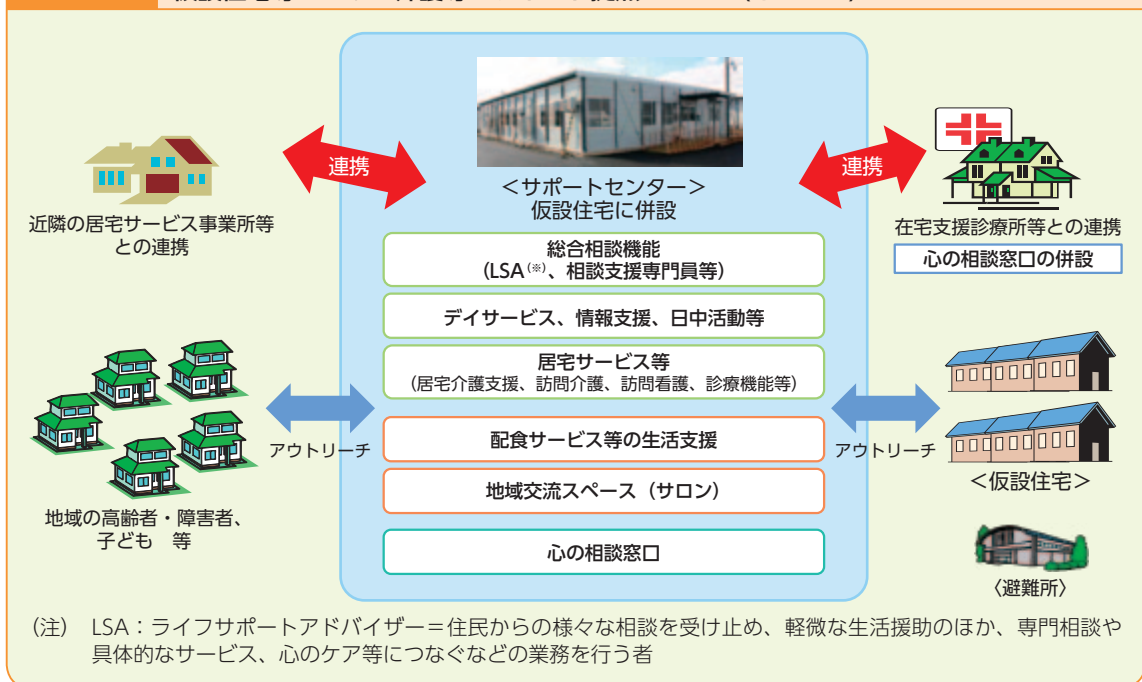 連携
連携
＜サポートセンター＞
仮設住宅に併設
近隣の居宅サービス事業所等
との連携
在宅支援診療所等との連携
心の相談窓口の併設
総合相談機能
（LSA（※）、相談支援専門員等）
デイサービス、情報支援、日中活動等
居宅サービス等
（居宅介護支援、訪問介護、訪問看護、診療機能等）
配食サービス等の生活支援
アウトリーチ
アウトリーチ
地域交流スペース（サロン）
＜仮設住宅＞
地域の高齢者・障害者、
子ども　等
心の相談窓口
〈避難所〉
（注）　LSA：ライフサポートアドバイザー＝住民からの様々な相談を受け止め、軽微な生活援助のほか、専門相談や
具体的なサービス、心のケア等につなぐなどの業務を行う者